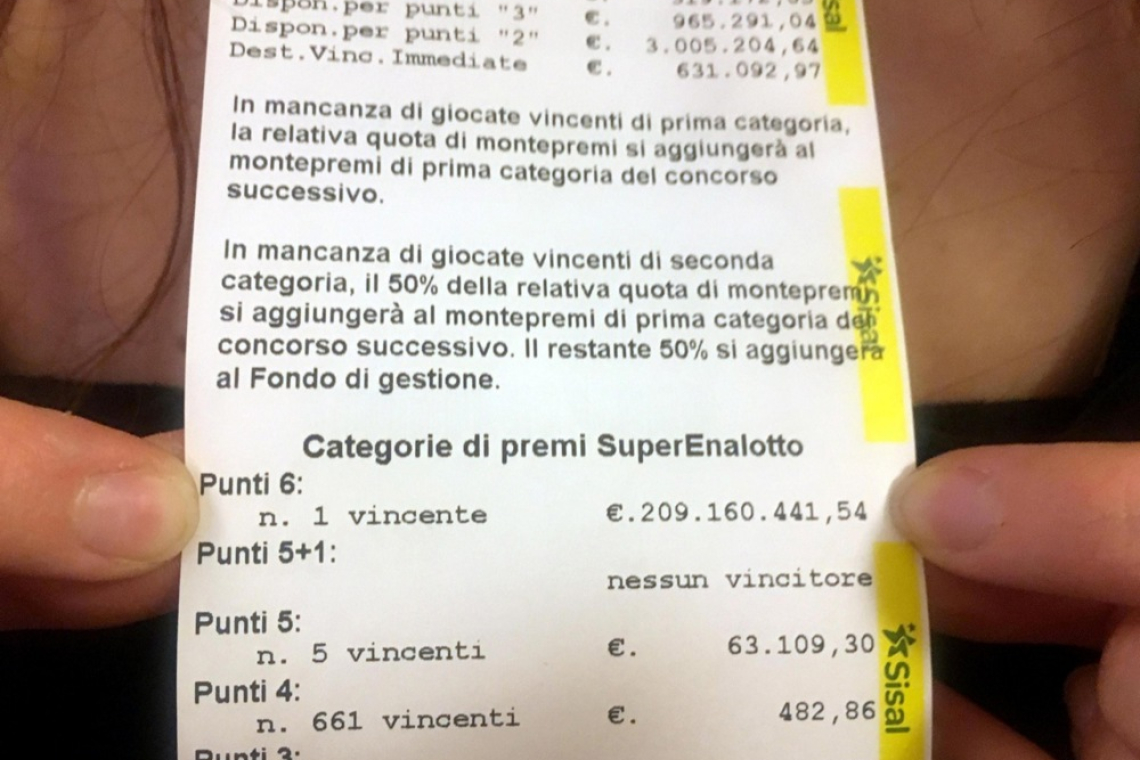 Dispon.per punti "3" €. 965.291,04
Dispon.per punti "2" €. 3.005.204,64
Dest.Vinc.Immediate €. 631.092,97
In mancanza di giocate vincenti di prima categoria,
la relativa quota di montepremi si aggiungerà al
montepremi di prima categoria del concorso
successivo.
In mancanza di giocate vincenti di seconda
categoria, il 50% della relativa quota di montepremi
si aggiungerà al montepremi di prima categoria del
concorso successivo. Il restante 50% si aggiungerà
al Fondo di gestione.
Categorie di premi SuperEnalotto
Punti 6:
n. 1 vincente €.209.160.441,54
Punti 5+1:
nessun vincitore
Punti 5:
n. 5 vincenti €. 63.109,30
Punti 4:
n. 661 vincenti €. 482,86
Punti 3:
Sisal
Sisal